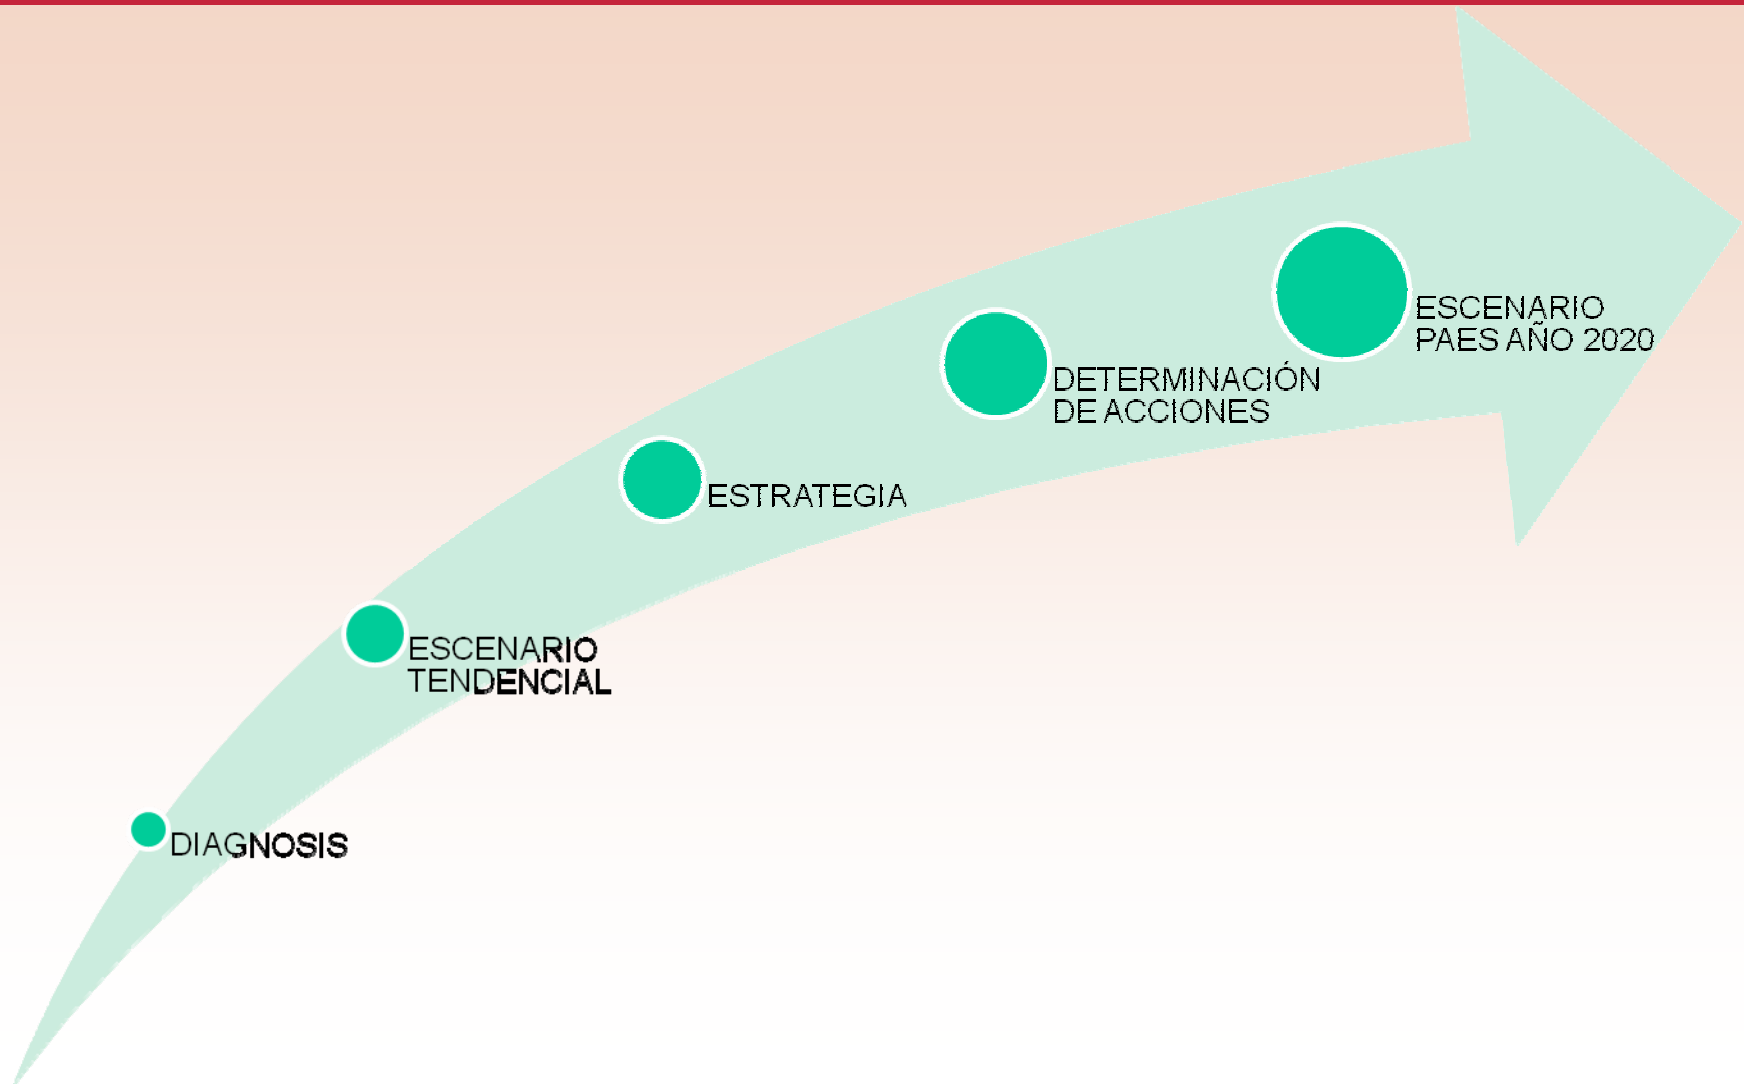 DIAGNOSIS
ESCENARIO
TENDENCIAL
ESTRATEGIA
DETERMINACIÓN
DE ACCIONES
ESCENARIO
PAES AÑO 2020